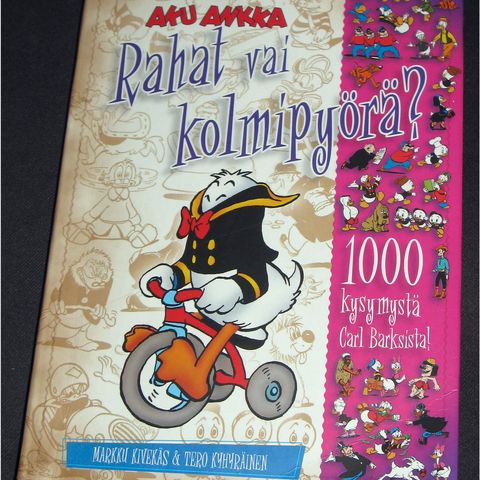 AKU ANKKA
Rahat vai
kolmipyörä?
1000
kysymystä
Carl Barksista!
MARKKU KIVEKÄS & TERO KYHYRÄINEN